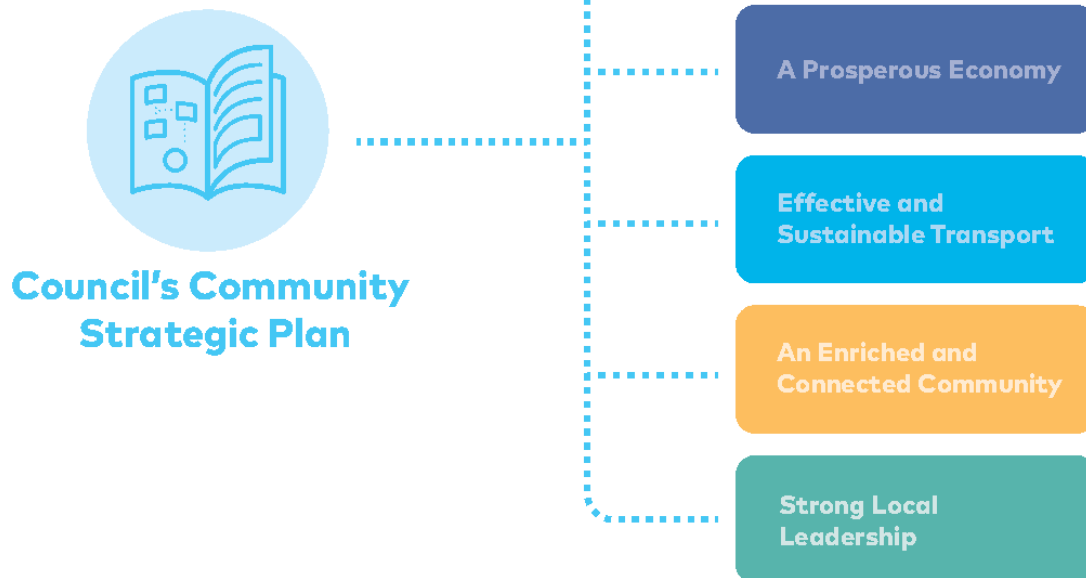 Council's Community
Strategic Plan
A Prosperous Economy
Effective and
Sustainable Transport
An Enriched and
Connected Community
Strong Local
Leadership